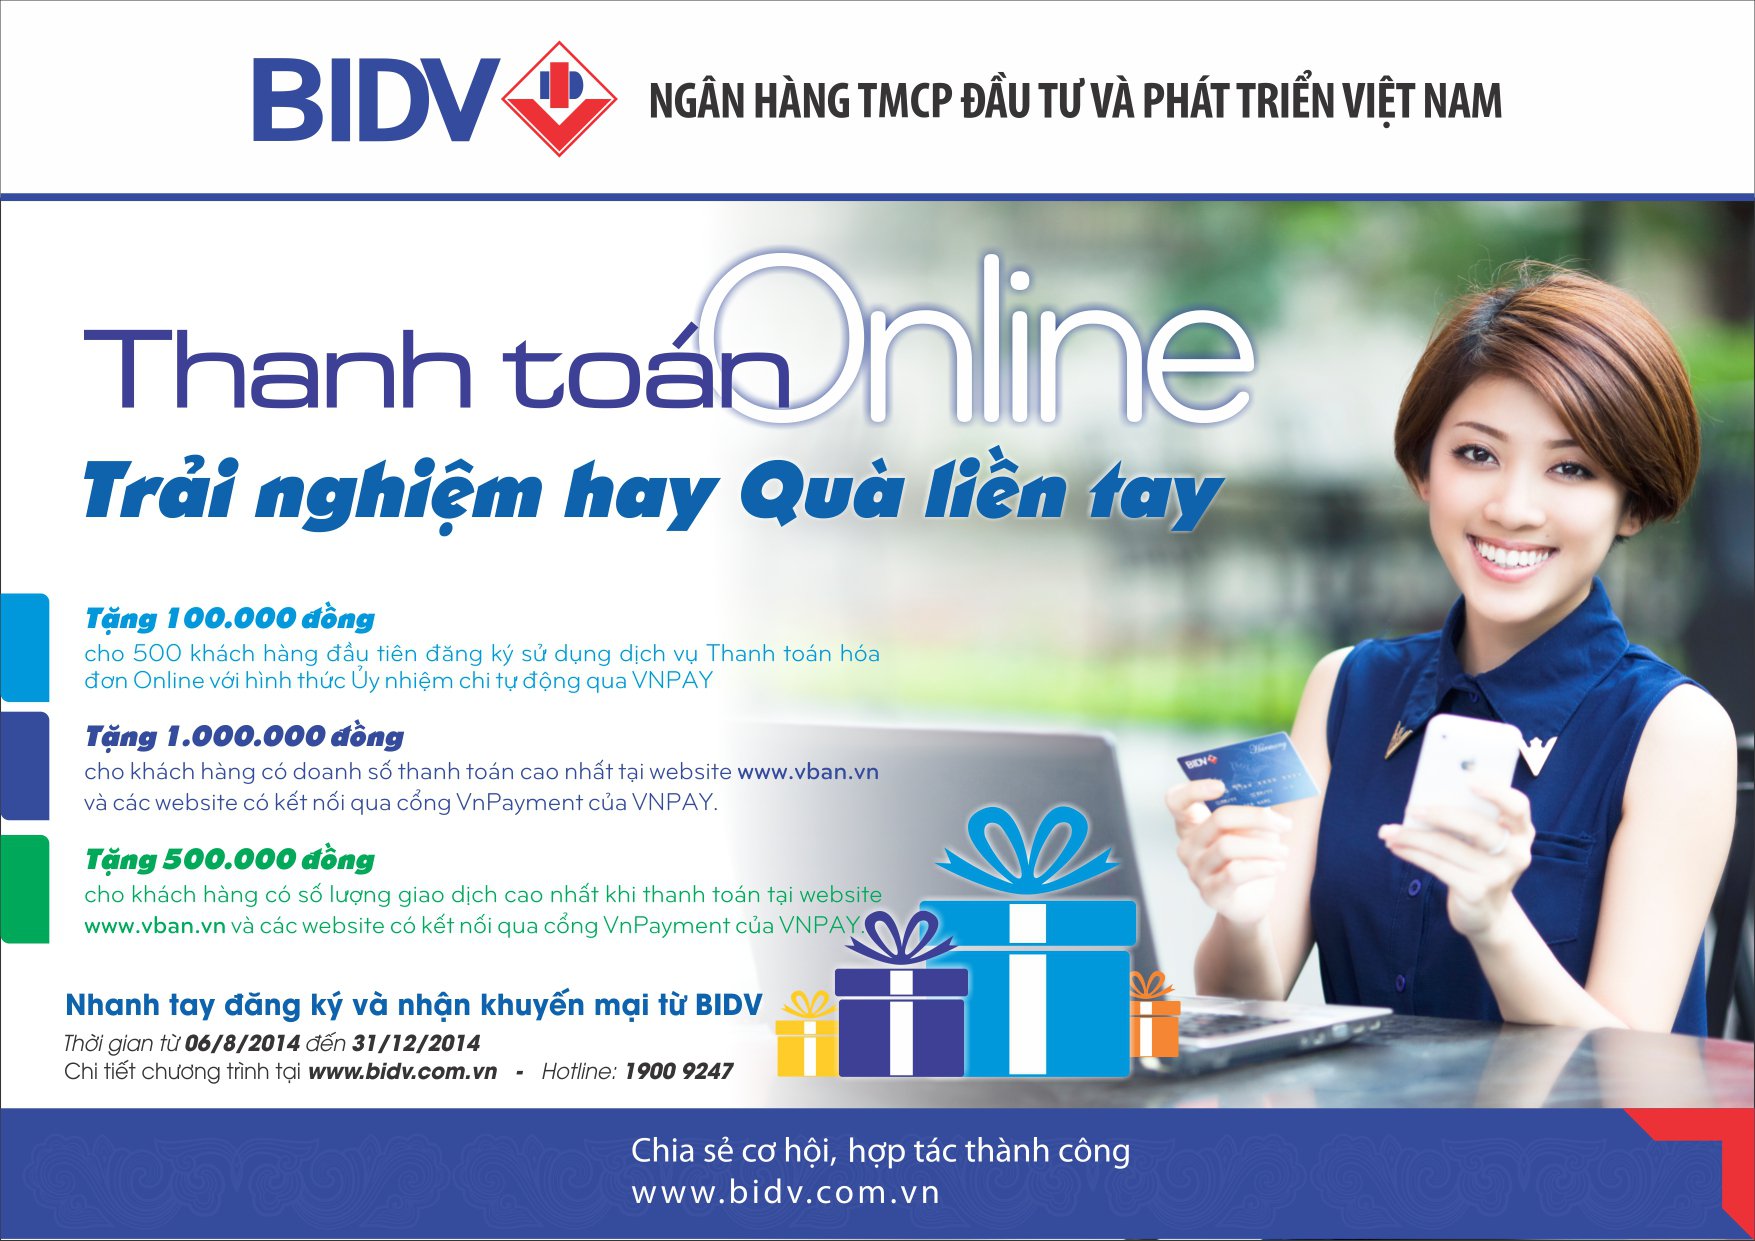 BIDV NGÂN HÀNG TMCP ĐẦU TƯ VÀ PHÁT TRIỂN VIỆT NAM
Thanh toán Online
Trải nghiệm hay Quà liền tay
Tặng 100.000 đồng
cho 500 khách hàng đầu tiên đăng ký sử dụng dịch vụ Thanh toán hóa
đơn Online với hình thức Ủy nhiệm chi tự động qua VNPAY
Tặng 1.000.000 đồng
cho khách hàng có doanh số thanh toán cao nhất tại website www.vban.vn
và các website có kết nối qua cổng VnPayment của VNPAY.
Tặng 500.000 đồng
cho khách hàng có số lượng giao dịch cao nhất khi thanh toán tại website
www.vban.vn và các website có kết nối qua cổng VnPayment của VNPAY.
BIDV Harmony
Nhanh tay đăng ký và nhận khuyến mại từ BIDV
Thời gian từ 06/8/2014 đến 31/12/2014
Chi tiết chương trình tại www.bidv.com.vn - Hotline: 1900 9247
Chia sẻ cơ hội, hợp tác thành công
www.bidv.com.vn